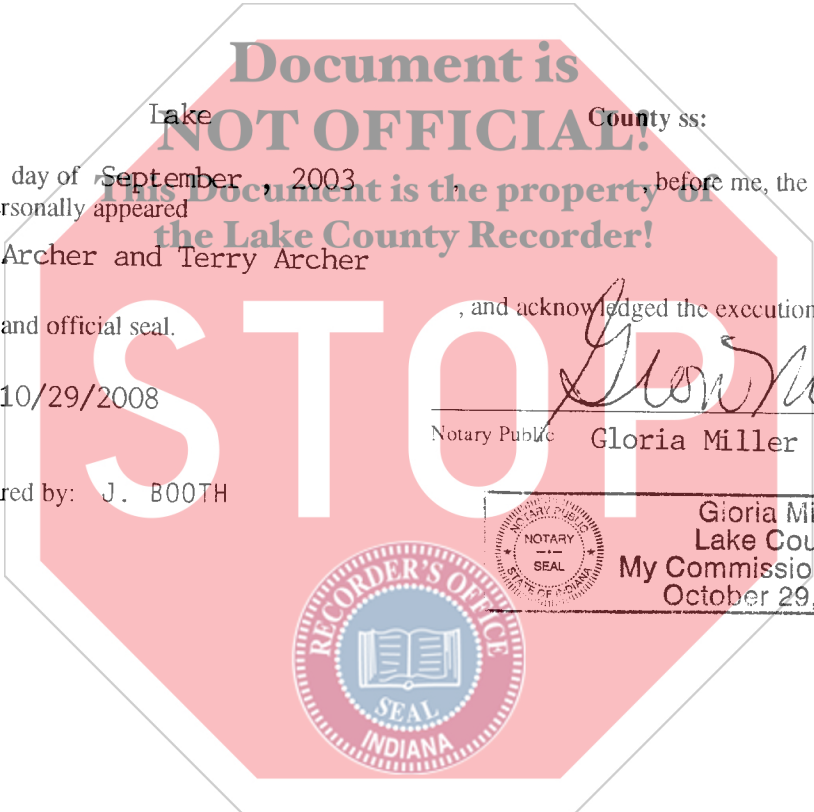 Document is
Lake County ss:
NOT OFFICIAL!
day of September , 2003 , , before me, the
This Document is the property of
rsonally appeared
the Lake County Recorder!
Archer and Terry Archer
, and acknowledged the execution
and official seal.
STOP
10/29/2008
Notary Public Gloria Miller
red by: J. BOOTH
NOTARY PUBLIC
NOTARY
SEAL
STATE OF INDIANA
Gloria Mi
Lake Cou
My Commissio
October 29,
RECORDER'S OFFICE
SEAL
INDIANA